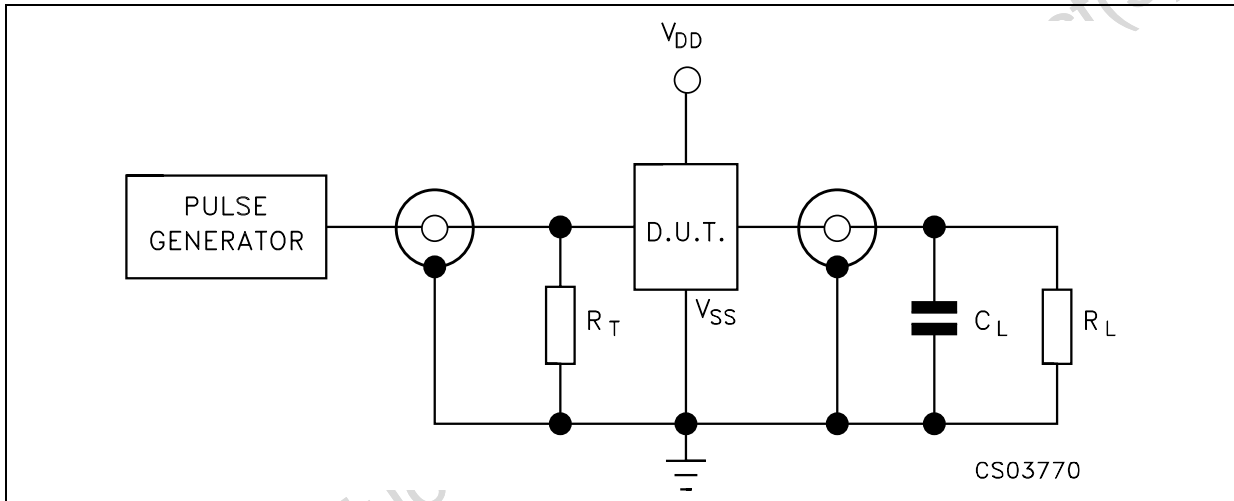 VDD
PULSE
GENERATOR
D.U.T.
VSS
RT
CL
RL
CS03770